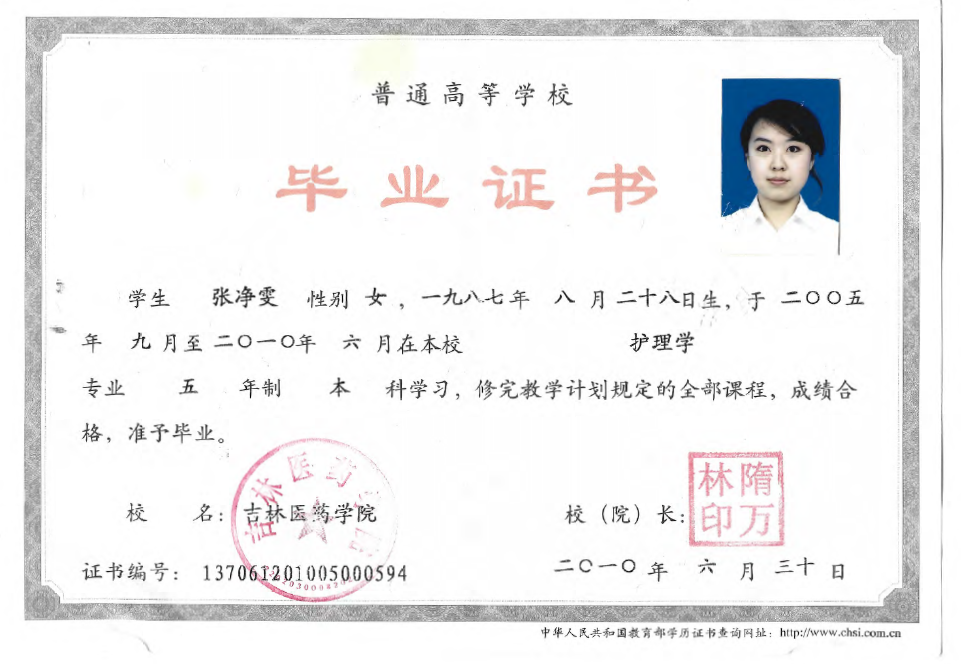 普通高等学校
毕业证书
学生 张净雯 性别 女 ，一九八七年 八 月 二十八日生，于 二〇〇五
年 九 月至 二〇一〇年 六 月在本校 护理学
专业 五 年制 本 科学习，修完教学计划规定的全部课程，成绩合
格，准予毕业。
校 名：吉林医药学院
校（院）长：
林隋
印万
证书编号： 137061201005000594
二〇一〇 年 六 月 三十 日
中华人民共和国教育部学历证书查询网址：http://www.chsi.com.cn